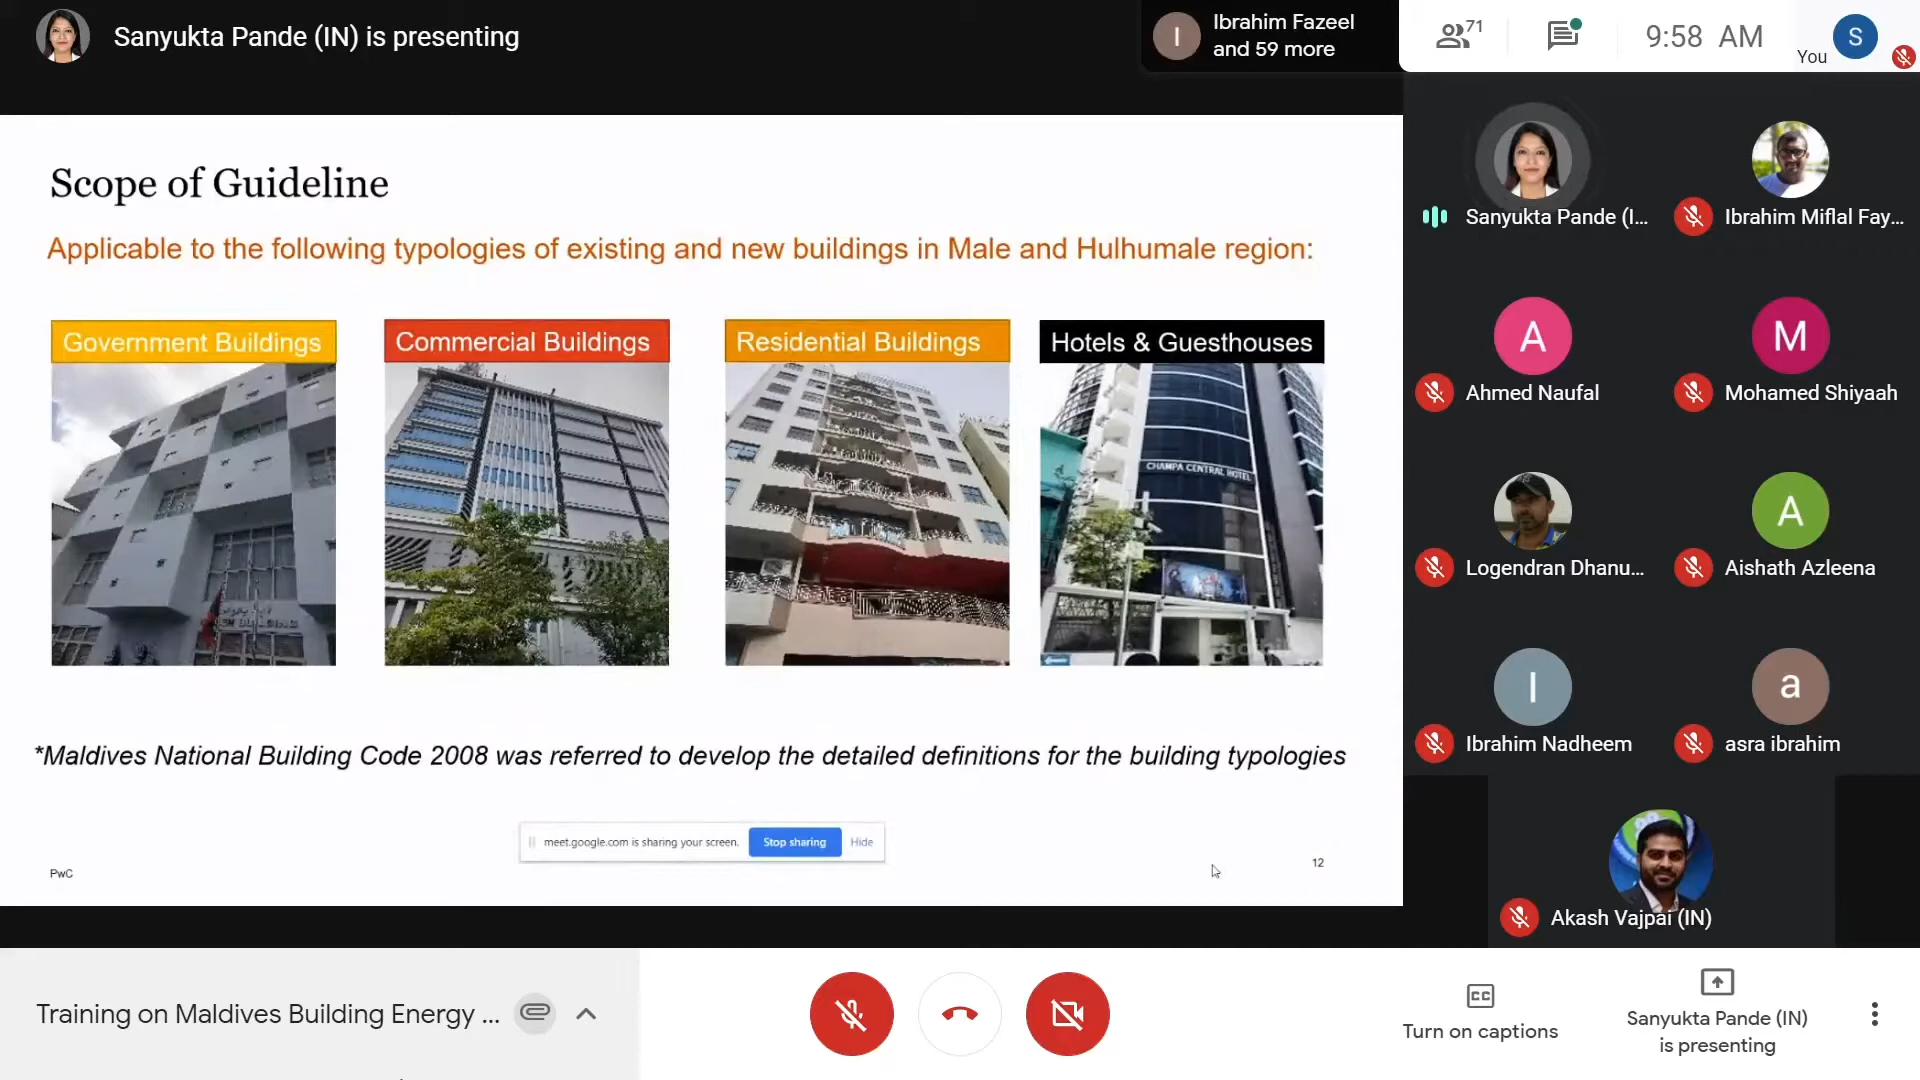 Sanyukta Pande (IN) is presenting
I
Ibrahim Fazeel
and 59 more
71
9:58 AM
You
S
Scope of Guideline
Applicable to the following typologies of existing and new buildings in Male and Hulhumale region:
Government Buildings
Commercial Buildings
Residential Buildings
Hotels & Guesthouses
CHAMPA CENTRAL HOTEL
*Maldives National Building Code 2008 was referred to develop the detailed definitions for the building typologies
meet.google.com is sharing your screen.
Stop sharing
Hide
PwC
12
Sanyukta Pande (I...
Ibrahim Miflal Fay...
A
Ahmed Naufal
M
Mohamed Shiyaah
Logendran Dhanu...
A
Aishath Azleena
I
Ibrahim Nadheem
a
asra ibrahim
Akash Vajpai (IN)
Training on Maldives Building Energy ...
CC
Turn on captions
Sanyukta Pande (IN)
is presenting